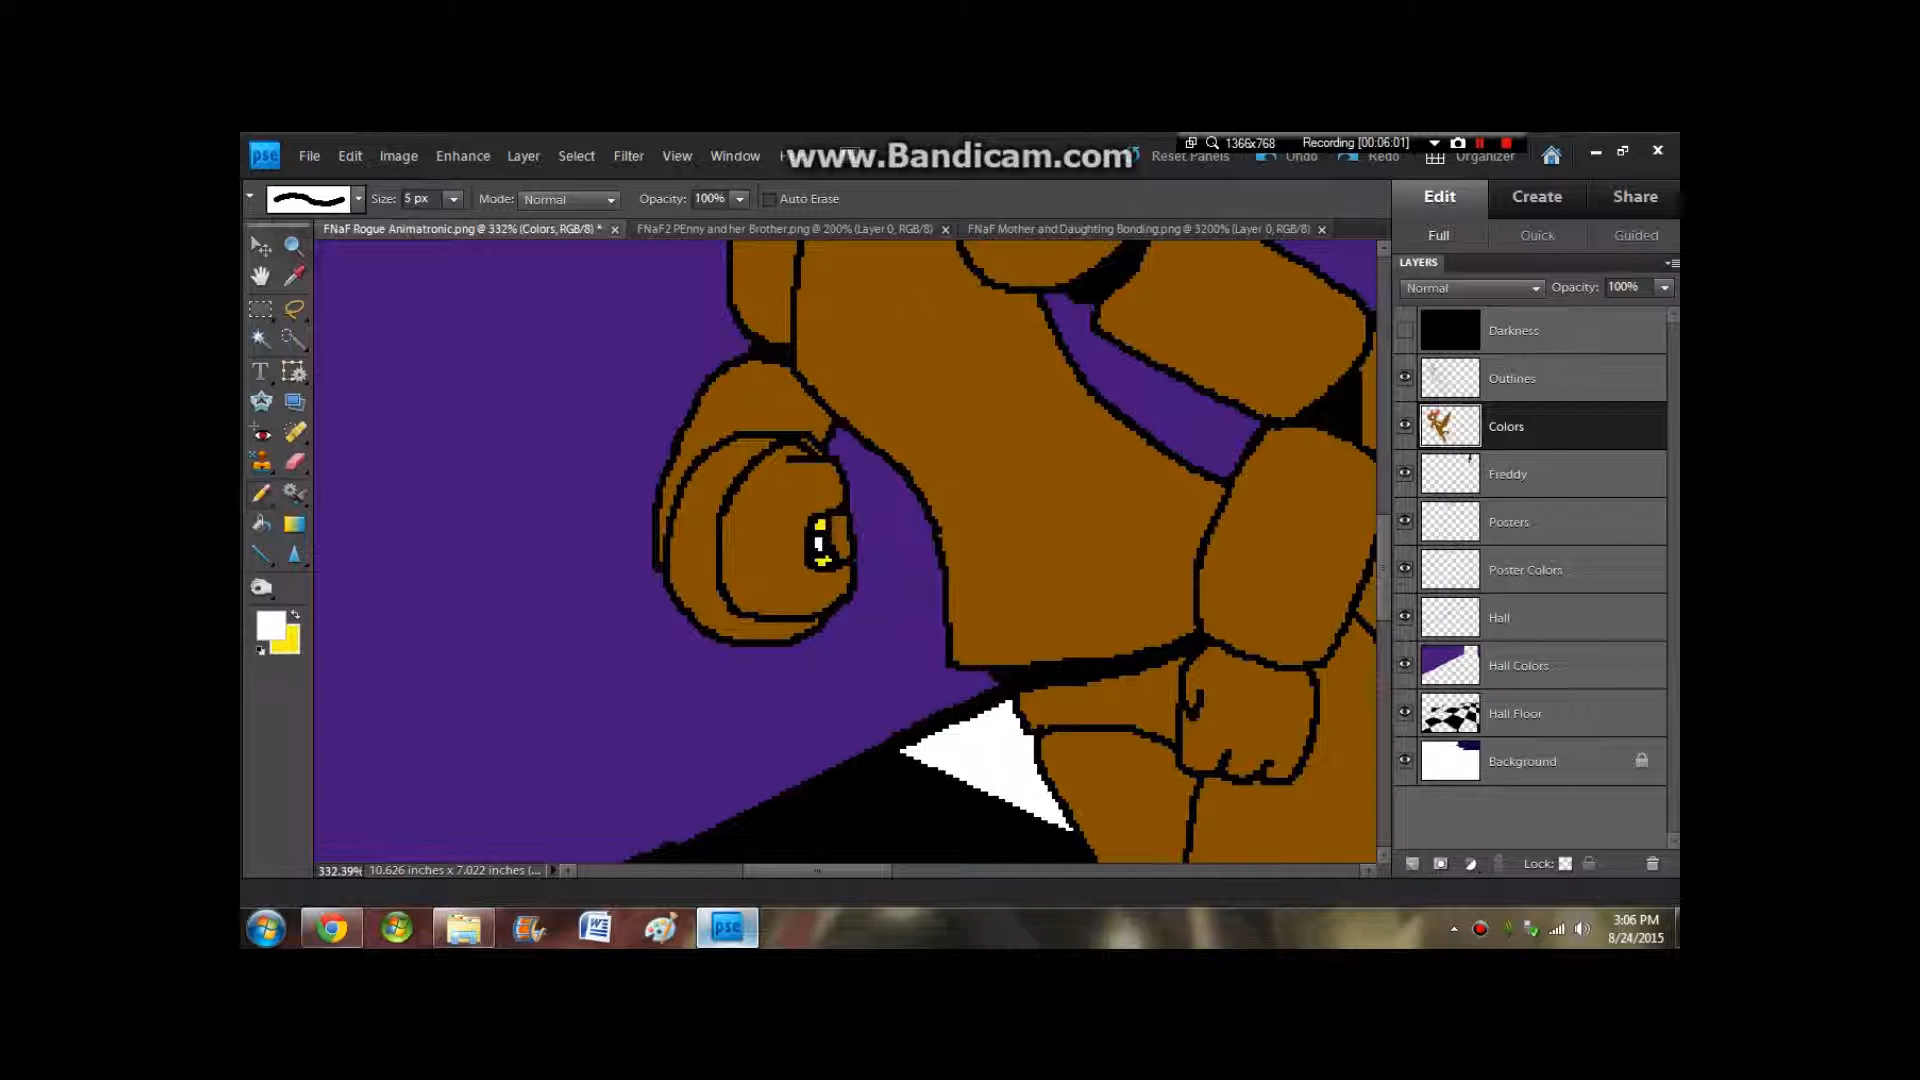 www.Bandicam.com
1366x768 Recording [00:06:01]
pse File Edit Image Enhance Layer Select Filter View Window Reset Panels Undo Redo Organizer
Size: 5 px Mode: Normal Opacity: 100% Auto Erase
Edit Create Share
FNaF Rogue Animatronic.png @ 332% (Colors, RGB/8) * FNaF2 PEnny and her Brother.png @ 200% (Layer 0, RGB/8) FNaF Mother and Daughting Bonding.png @ 3200% (Layer 0, RGB/8)
Full Quick Guided
LAYERS
Normal Opacity: 100%
Darkness
Outlines
Colors
Freddy
Posters
Poster Colors
Hall
Hall Colors
Hall Floor
Background
Lock:
332.39% 10.626 inches x 7.022 inches (...
pse
3:06 PM
8/24/2015